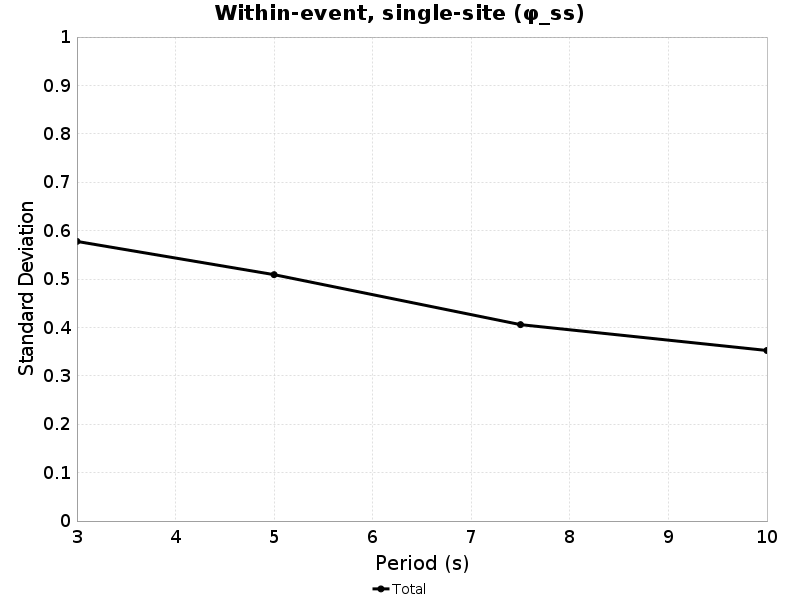 Within-event, single-site (φ_ss)
1
0.9
0.8
0.7
0.6
0.5
0.4
0.3
0.2
0.1
0
Standard Deviation
3 4 5 6 7 8 9 10
Period (s)
Total